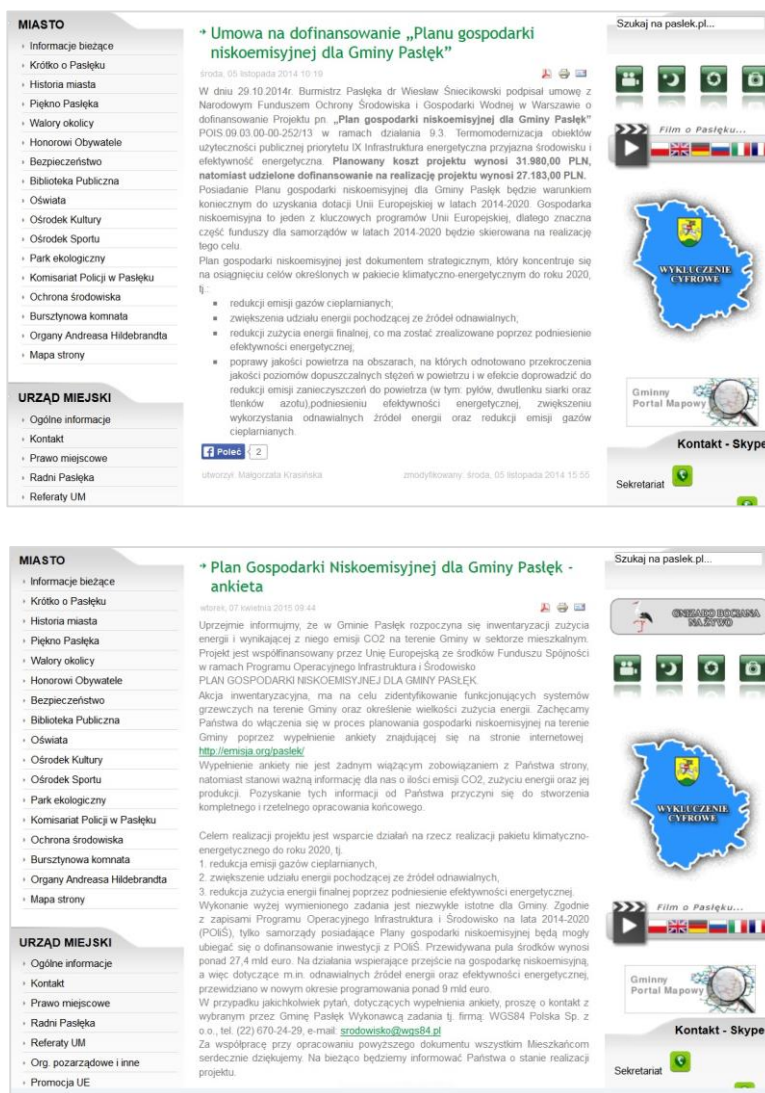 MIASTO
Informacje bieżące
Krótko o Pasłęku
Historia miasta
Piękno Pasłęka
Walory okolicy
Honorowi Obywatele
Bezpieczeństwo
Biblioteka Publiczna
Oświata
Ośrodek Kultury
Ośrodek Sportu
Park ekologiczny
Komisariat Policji w Pasłęku
Ochrona środowiska
Bursztynowa komnata
Organy Andreasa Hildebrandta
Mapa strony
URZĄD MIEJSKI
Ogólne informacje
Kontakt
Prawo miejscowe
Radni Pasłęka
Referaty UM
Umowa na dofinansowanie „Planu gospodarki
niskoemisyjnej dla Gminy Pasłęk”
środa, 05 listopada 2014 10:19
W dniu 29.10.2014r. Burmistrz Pasłęka dr Wiesław Śniecikowski podpisał umowę z
Narodowym Funduszem Ochrony Środowiska i Gospodarki Wodnej w Warszawie o
dofinansowanie Projektu pn. „Plan gospodarki niskoemisyjnej dla Gminy Pasłęk”
POIS.09.03.00-00-252/13 w ramach działania 9.3. Termomodernizacja obiektów
użyteczności publicznej priorytetu IX Infrastruktura energetyczna przyjazna środowisku i
efektywność energetyczna. Planowany koszt projektu wynosi 31.980,00 PLN,
natomiast udzielone dofinansowanie na realizację projektu wynosi 27.183,00 PLN.
Posiadanie Planu gospodarki niskoemisyjnej dla Gminy Pasłęk będzie warunkiem
koniecznym do uzyskania dotacji Unii Europejskiej w latach 2014-2020. Gospodarka
niskoemisyjna to jeden z kluczowych programów Unii Europejskiej, dlatego znaczna
część funduszy dla samorządów w latach 2014-2020 będzie skierowana na realizację
tego celu.
Plan gospodarki niskoemisyjnej jest dokumentem strategicznym, który koncentruje się
na osiągnięciu celów określonych w pakiecie klimatyczno-energetycznym do roku 2020,
tj.:
redukcji emisji gazów cieplarnianych;
zwiększenia udziału energii pochodzącej ze źródeł odnawialnych;
redukcji zużycia energii finalnej, co ma zostać zrealizowane poprzez podniesienie
efektywności energetycznej;
poprawy jakości powietrza na obszarach, na których odnotowano przekroczenia
jakości poziomów dopuszczalnych stężeń w powietrzu i w efekcie doprowadzić do
redukcji emisji zanieczyszczeń do powietrza (w tym: pyłów, dwutlenku siarki oraz
tlenków azotu),podniesieniu efektywności energetycznej, zwiększeniu
wykorzystania odnawialnych źródeł energii oraz redukcji emisji gazów
cieplarnianych.
Poleć 2
utworzył: Małgorzata Krasińska zmodyfikowany: środa, 05 listopada 2014 15:55
Szukaj na paslek.pl...
Film o Pasłęku...
WYKLUCZENIE
CYFROWE
Gminny
Portal Mapowy
Kontakt - Skype
Sekretariat
MIASTO
Informacje bieżące
Krótko o Pasłęku
Historia miasta
Piękno Pasłęka
Walory okolicy
Honorowi Obywatele
Bezpieczeństwo
Biblioteka Publiczna
Oświata
Ośrodek Kultury
Ośrodek Sportu
Park ekologiczny
Komisariat Policji w Pasłęku
Ochrona środowiska
Bursztynowa komnata
Organy Andreasa Hildebrandta
Mapa strony
URZĄD MIEJSKI
Ogólne informacje
Kontakt
Prawo miejscowe
Radni Pasłęka
Referaty UM
Org. pozarządowe i inne
Promocja UE
Plan Gospodarki Niskoemisyjnej dla Gminy Pasłęk -
ankieta
wtorek, 07 kwietnia 2015 09:44
Uprzejmie informujmy, że w Gminie Pasłęk rozpoczyna się inwentaryzacji zużycia
energii i wynikającej z niego emisji CO2 na terenie Gminy w sektorze mieszkalnym.
Projekt jest współfinansowany przez Unię Europejską ze środków Funduszu Spójności
w ramach Programu Operacyjnego Infrastruktura i Środowisko
PLAN GOSPODARKI NISKOEMISYJNEJ DLA GMINY PASŁĘK.
Akcja inwentaryzacyjna, ma na celu zidentyfikowanie funkcjonujących systemów
grzewczych na terenie Gminy oraz określenie wielkości zużycia energii. Zachęcamy
Państwa do włączenia się w proces planowania gospodarki niskoemisyjnej na terenie
Gminy poprzez wypełnienie ankiety znajdującej się na stronie internetowej
http://emisja.org/paslek/
Wypełnienie ankiety nie jest żadnym wiążącym zobowiązaniem z Państwa strony,
natomiast stanowi ważną informację dla nas o ilości emisji CO2, zużyciu energii oraz jej
produkcji. Pozyskanie tych informacji od Państwa przyczyni się do stworzenia
kompletnego i rzetelnego opracowania końcowego.
Celem realizacji projektu jest wsparcie działań na rzecz realizacji pakietu klimatyczno-
energetycznego do roku 2020, tj.
1. redukcja emisji gazów cieplarnianych,
2. zwiększenie udziału energii pochodzącej ze źródeł odnawialnych,
3. redukcja zużycia energii finalnej poprzez podniesienie efektywności energetycznej.
Wykonanie wyżej wymienionego zadania jest niezwykle istotne dla Gminy. Zgodnie
z zapisami Programu Operacyjnego Infrastruktura i Środowisko na lata 2014-2020
(POIiŚ), tylko samorządy posiadające Plany gospodarki niskoemisyjnej będą mogły
ubiegać się o dofinansowanie inwestycji z POIiŚ. Przewidywana pula środków wynosi
ponad 27,4 mld euro. Na działania wspierające przejście na gospodarkę niskoemisyjną,
a więc dotyczące m.in. odnawialnych źródeł energii oraz efektywności energetycznej,
przewidziano w nowym okresie programowania ponad 9 mld euro.
W przypadku jakichkolwiek pytań, dotyczących wypełnienia ankiety, proszę o kontakt z
wybranym przez Gminę Pasłęk Wykonawcą zadania tj. firmą: WGS84 Polska Sp. z
o.o., tel. (22) 670-24-29, e-mail: srodowisko@wgs84.pl
Za współpracę przy opracowaniu powyższego dokumentu wszystkim Mieszkańcom
serdecznie dziękujemy. Na bieżąco będziemy informować Państwa o stanie realizacji
projektu.
Szukaj na paslek.pl...
GNIAZDO BOCIANA
NA ŻYWO
WYKLUCZENIE
CYFROWE
Film o Pasłęku...
Gminny
Portal Mapowy
Kontakt - Skype
Sekretariat